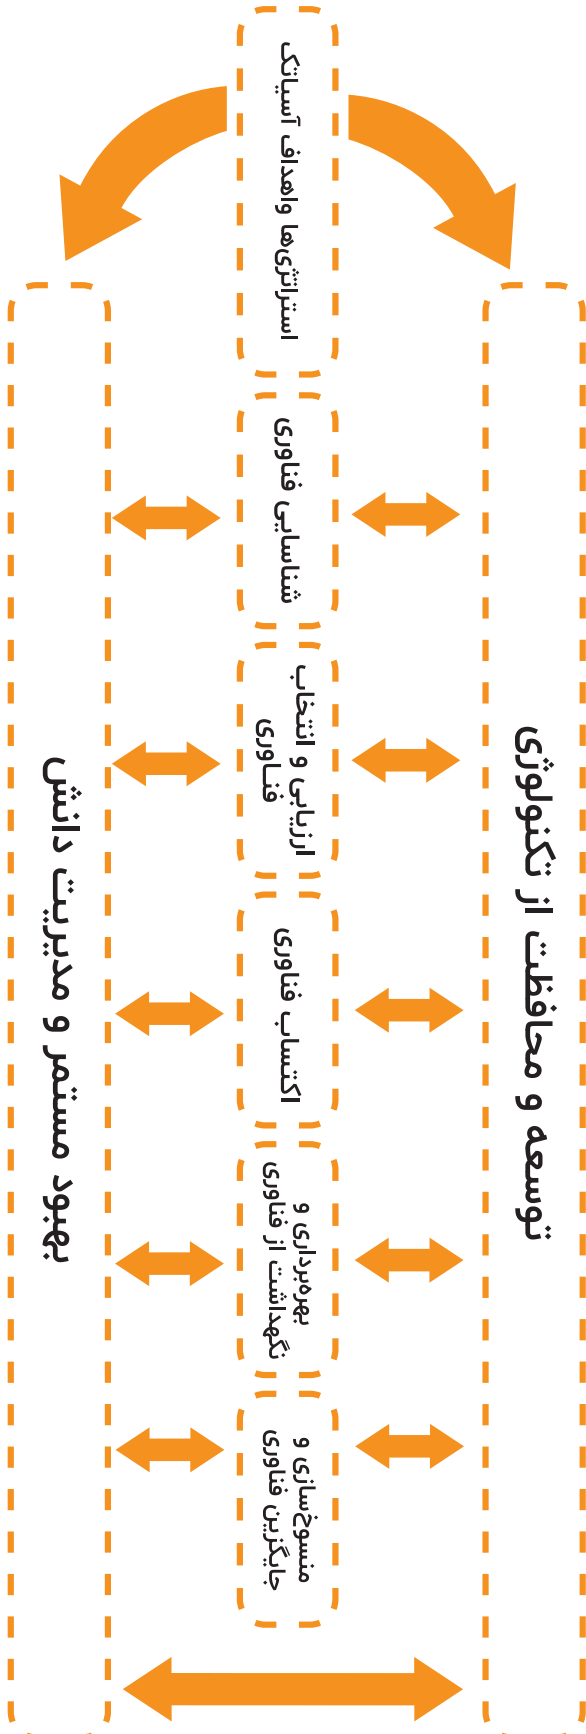 استراتژی‌ها واهداف آسیاتک
شناسایی فناوری
ارزیابی و انتخاب
فناوری
اکتساب فناوری
بهره‌برداری و
نگهداشت از فناوری
منسوخ‌سازی و
جایگزین فناوری
توسعه و محافظت از تکنولوژی
بهبود مستمر و مدیریت دانش